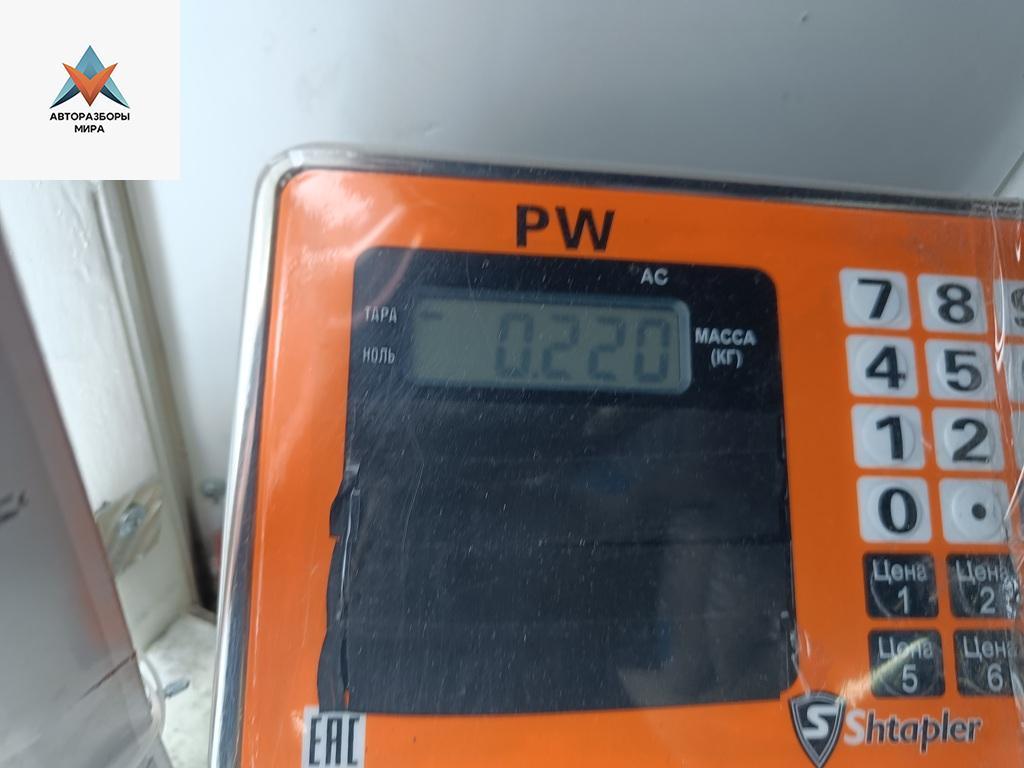 АВТОРАЗБОРЫ
МИРА
PW
AC
ТАРА
НОЛЬ
0.220
МАССА
(КГ)
7 8
4 5
1 2
0 .
Цена Цена
1 2
Цена Цен
5 6
EAC
S Shtapler